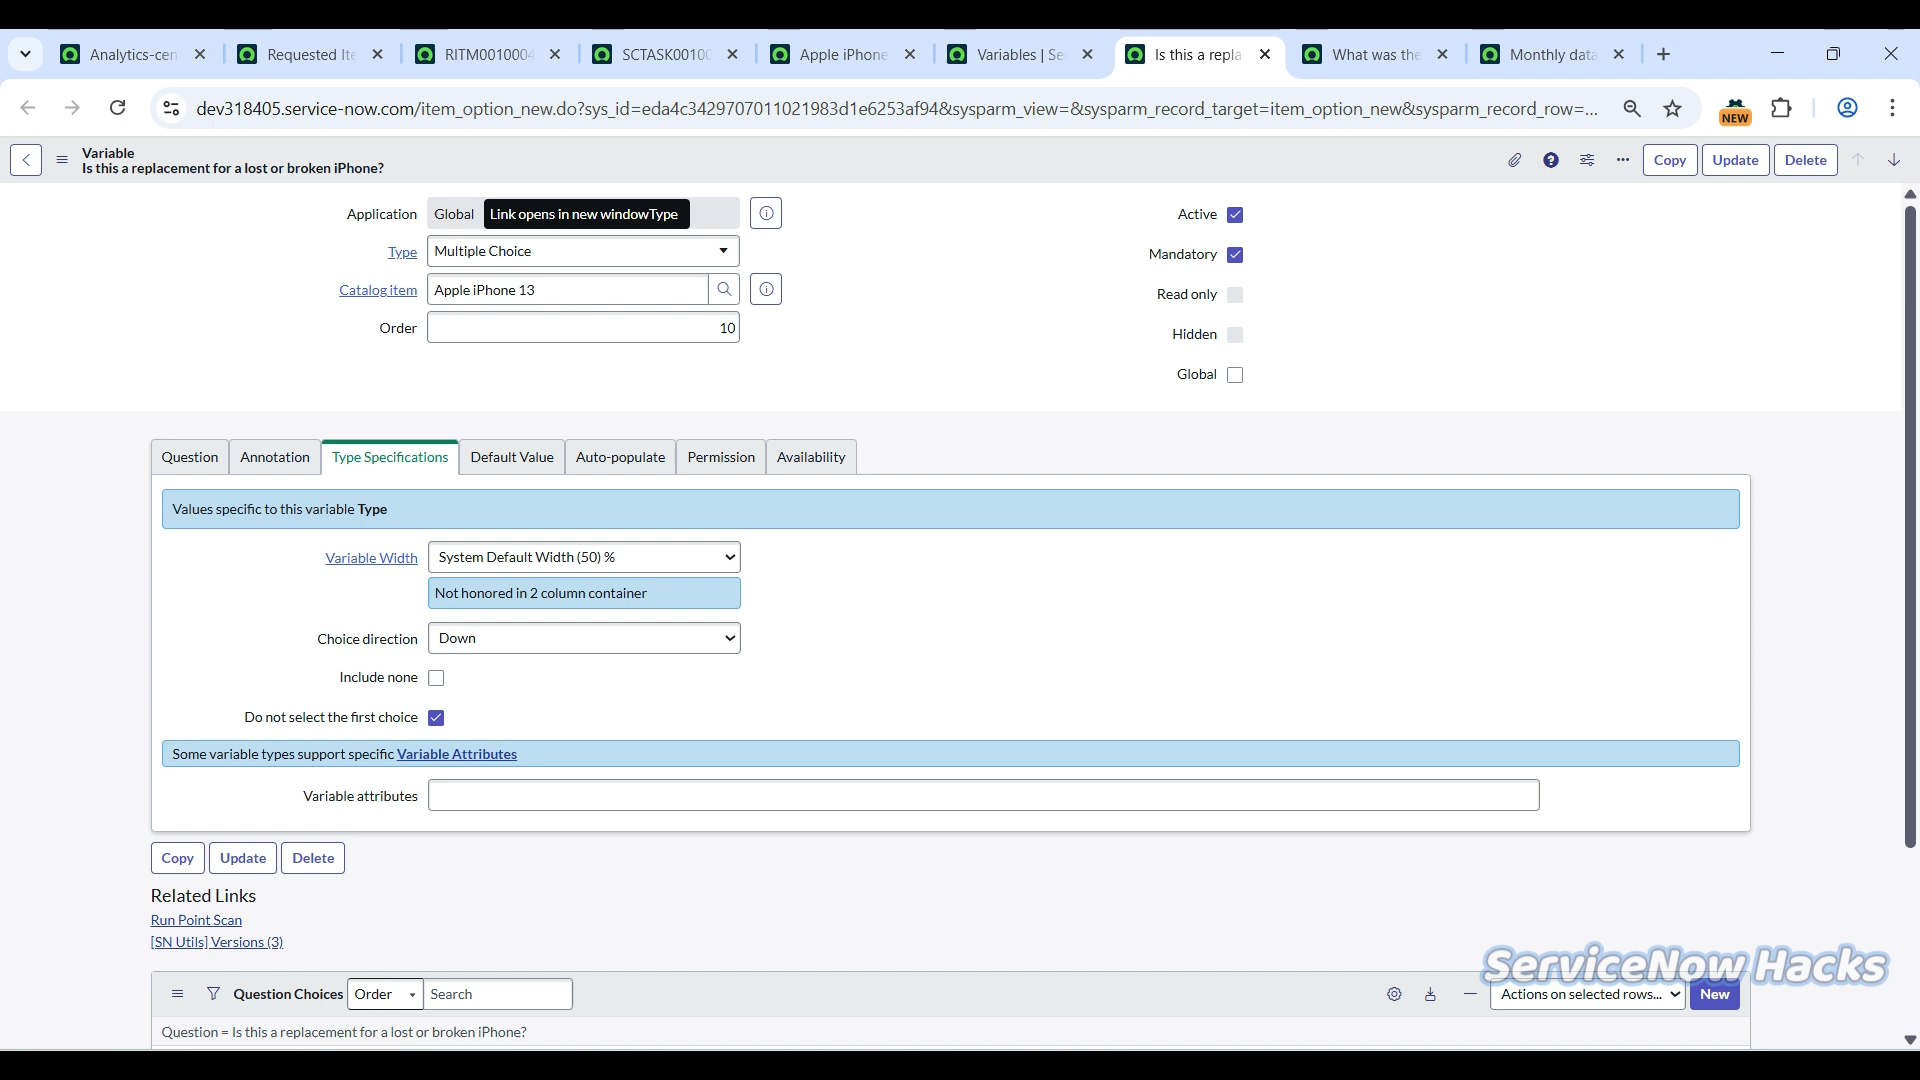 Analytics-cen
Requested Ite
RITM0010004
SCTASK00100
Apple iPhone
Variables | Se
Is this a repla
What was the
Monthly data
dev318405.service-now.com/item_option_new.do?sys_id=eda4c3429707011021983d1e6253af94&sysparm_view=&sysparm_record_target=item_option_new&sysparm_record_row=...
NEW
Variable
Is this a replacement for a lost or broken iPhone?
Copy
Update
Delete
Application
Global
Link opens in new windowType
Type
Multiple Choice
Catalog item
Apple iPhone 13
Order
10
Active
Mandatory
Read only
Hidden
Global
Question
Annotation
Type Specifications
Default Value
Auto-populate
Permission
Availability
Values specific to this variable Type
Variable Width
System Default Width (50) %
Not honored in 2 column container
Choice direction
Down
Include none
Do not select the first choice
Some variable types support specific Variable Attributes
Variable attributes
Copy
Update
Delete
Related Links
Run Point Scan
[SN Utils] Versions (3)
ServiceNow Hacks
Question Choices
Order
Search
Actions on selected rows...
New
Question = Is this a replacement for a lost or broken iPhone?